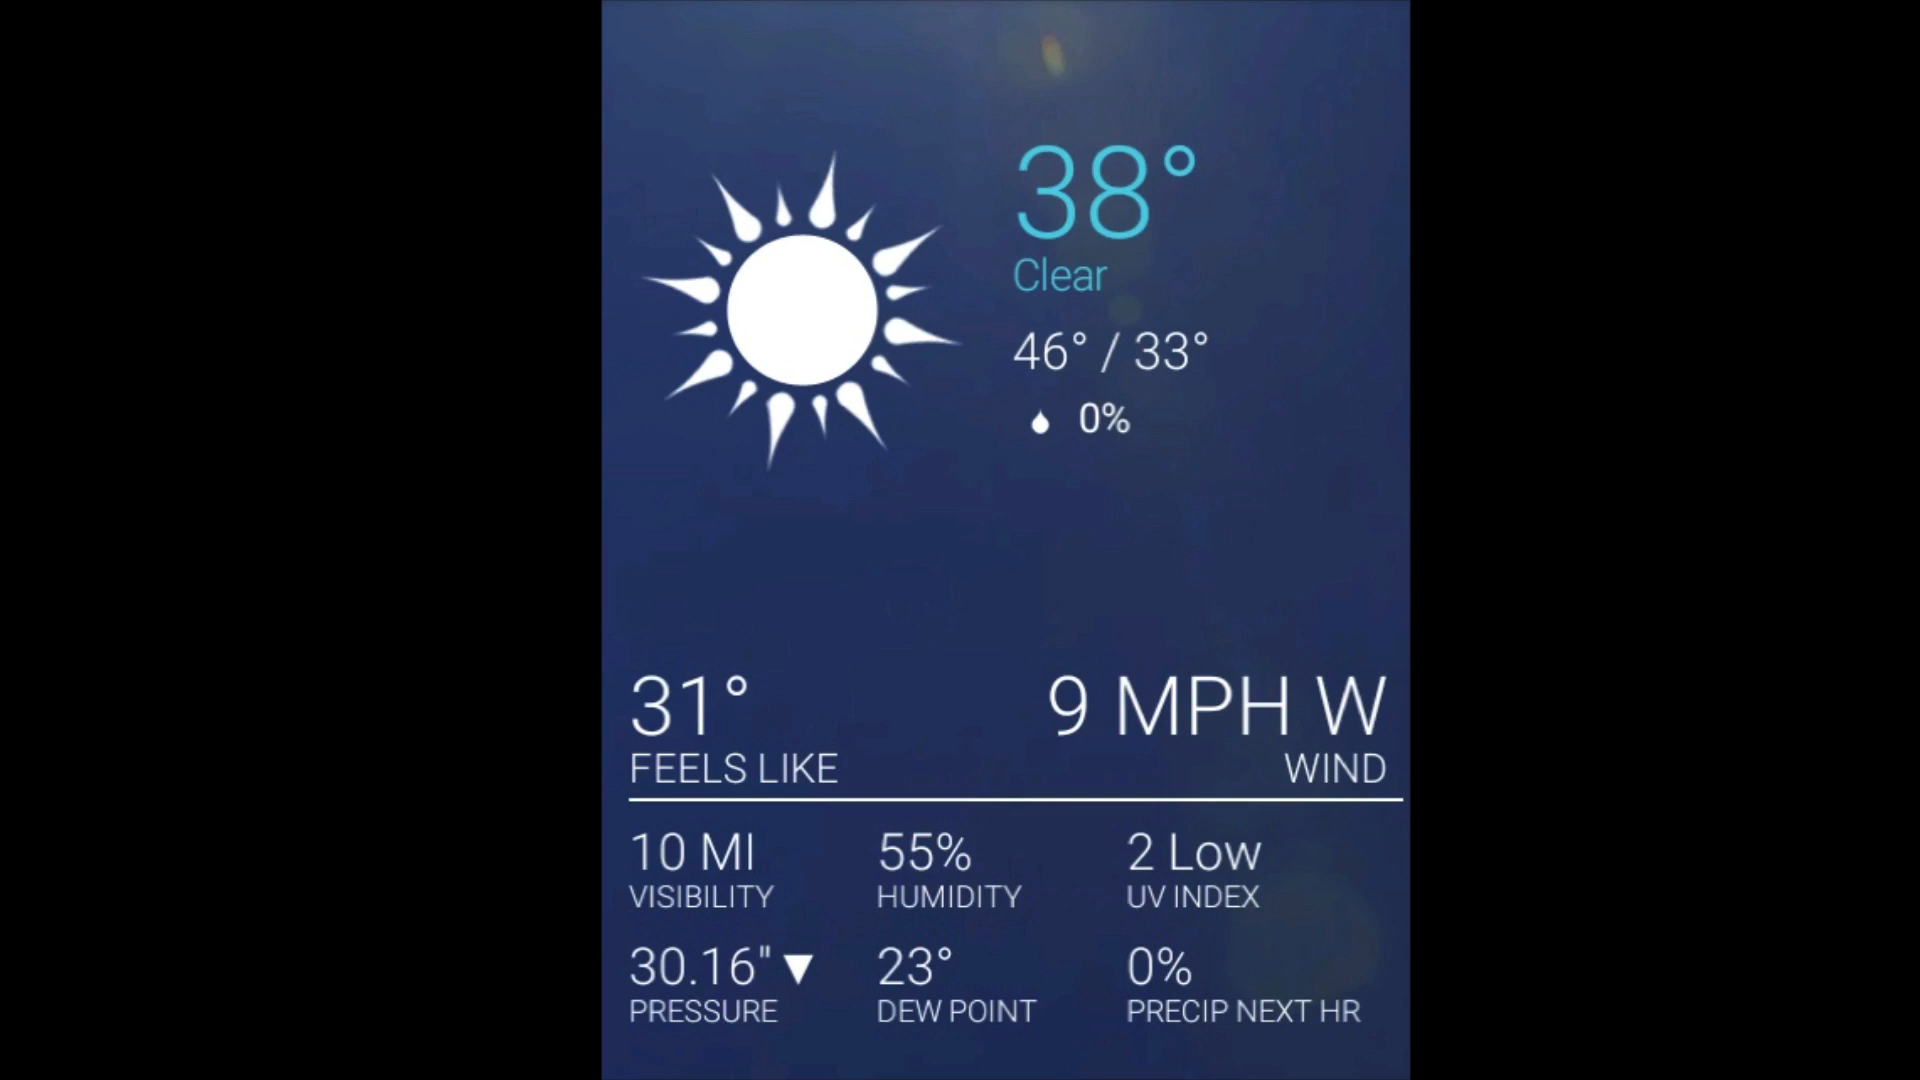 38°
Clear
46° / 33°
0%
31°
FEELS LIKE
9 MPH W
WIND
10 MI
VISIBILITY
55%
HUMIDITY
2 Low
UV INDEX
30.16"
PRESSURE
23°
DEW POINT
0%
PRECIP NEXT HR